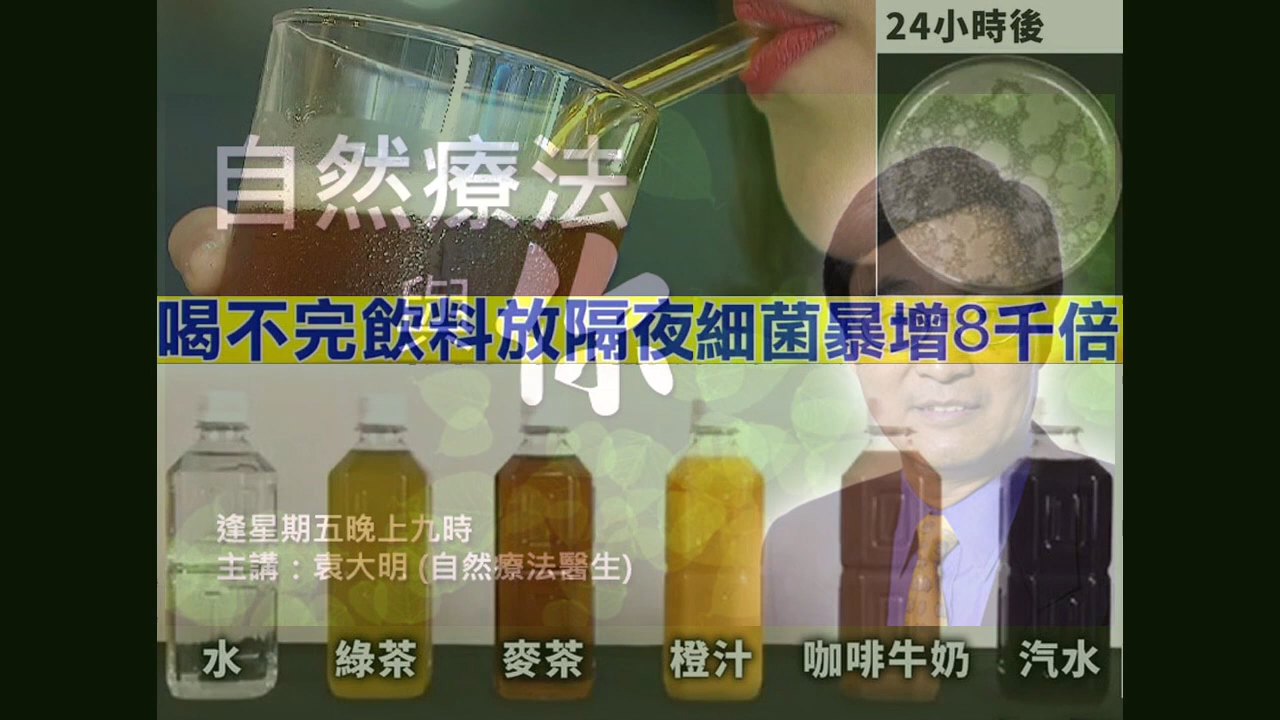 24小時後
自然療法
與
你
喝不完飲料放隔夜細菌暴增8千倍
逢星期五晚上九時
主講：袁大明 (自然療法醫生)
水 綠茶 麥茶 橙汁 咖啡牛奶 汽水